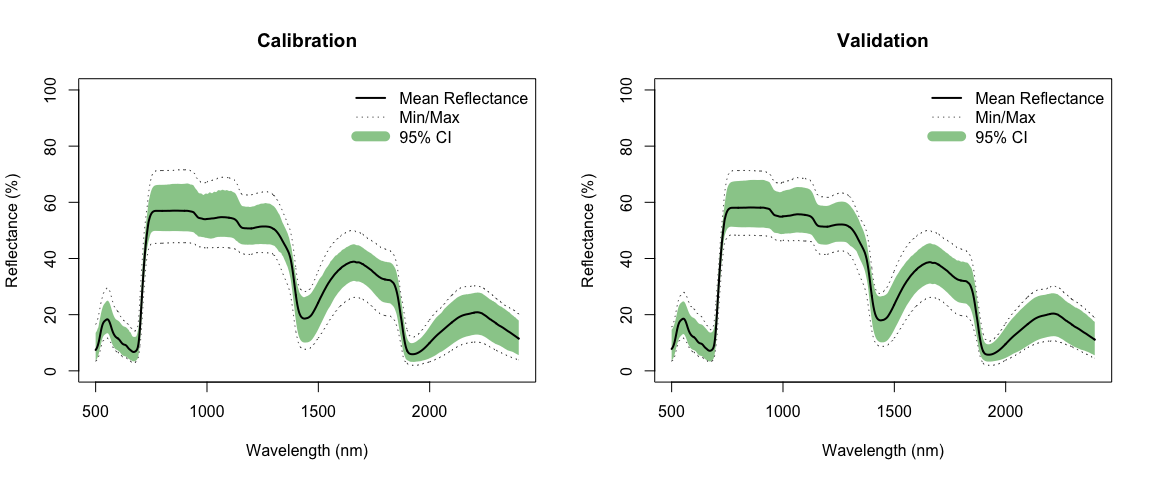 Calibration
Reflectance (%)
100
80
60
40
20
0
Mean Reflectance
Min/Max
95% CI
500 1000 1500 2000
Wavelength (nm)
Validation
Reflectance (%)
100
80
60
40
20
0
Mean Reflectance
Min/Max
95% CI
500 1000 1500 2000
Wavelength (nm)